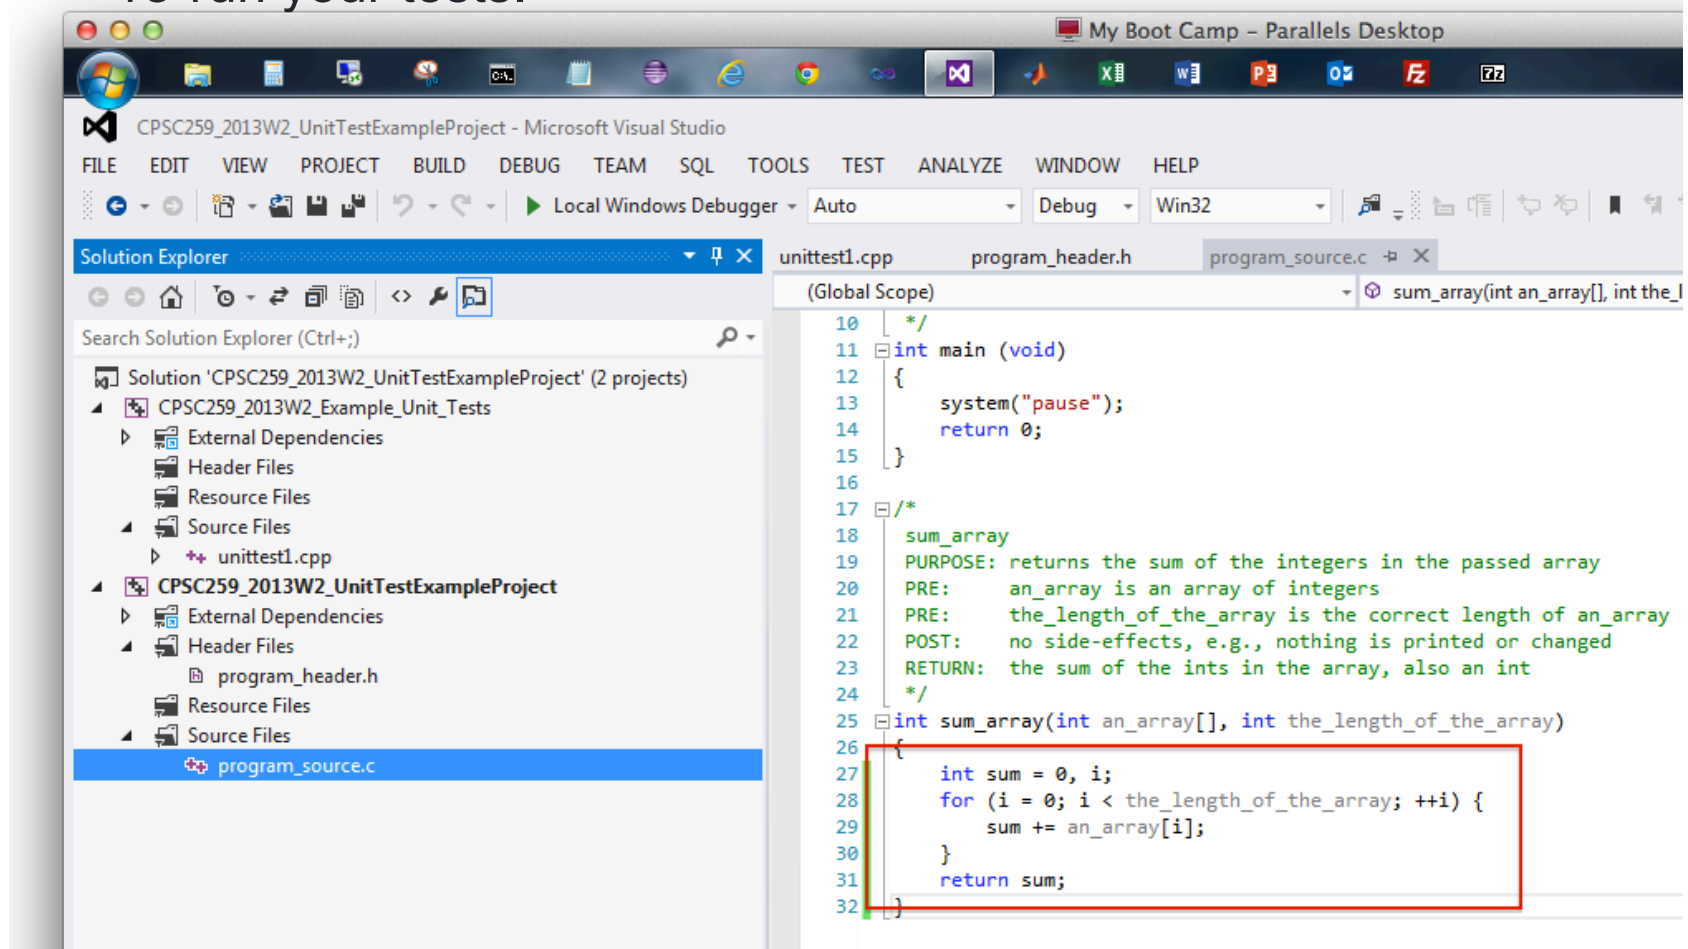 To run your tests:
My Boot Camp – Parallels Desktop
C:\.
X
W
P
O
FZ
7z
CPSC259_2013W2_UnitTestExampleProject - Microsoft Visual Studio
FILE EDIT VIEW PROJECT BUILD DEBUG TEAM SQL TOOLS TEST ANALYZE WINDOW HELP
Local Windows Debugger Auto Debug Win32
Solution Explorer
unittest1.cpp program_header.h program_source.c
(Global Scope) sum_array(int an_array[], int the_l
Search Solution Explorer (Ctrl+;)
Solution 'CPSC259_2013W2_UnitTestExampleProject' (2 projects)
CPSC259_2013W2_Example_Unit_Tests
External Dependencies
Header Files
Resource Files
Source Files
unittest1.cpp
CPSC259_2013W2_UnitTestExampleProject
External Dependencies
Header Files
program_header.h
Resource Files
Source Files
program_source.c
10 */
11 int main (void)
12 {
13 system("pause");
14 return 0;
15 }
16
17 /*
18 sum_array
19 PURPOSE: returns the sum of the integers in the passed array
20 PRE: an_array is an array of integers
21 PRE: the_length_of_the_array is the correct length of an_array
22 POST: no side-effects, e.g., nothing is printed or changed
23 RETURN: the sum of the ints in the array, also an int
24 */
25 int sum_array(int an_array[], int the_length_of_the_array)
26 {
27 int sum = 0, i;
28 for (i = 0; i < the_length_of_the_array; ++i) {
29 sum += an_array[i];
30 }
31 return sum;
32 }